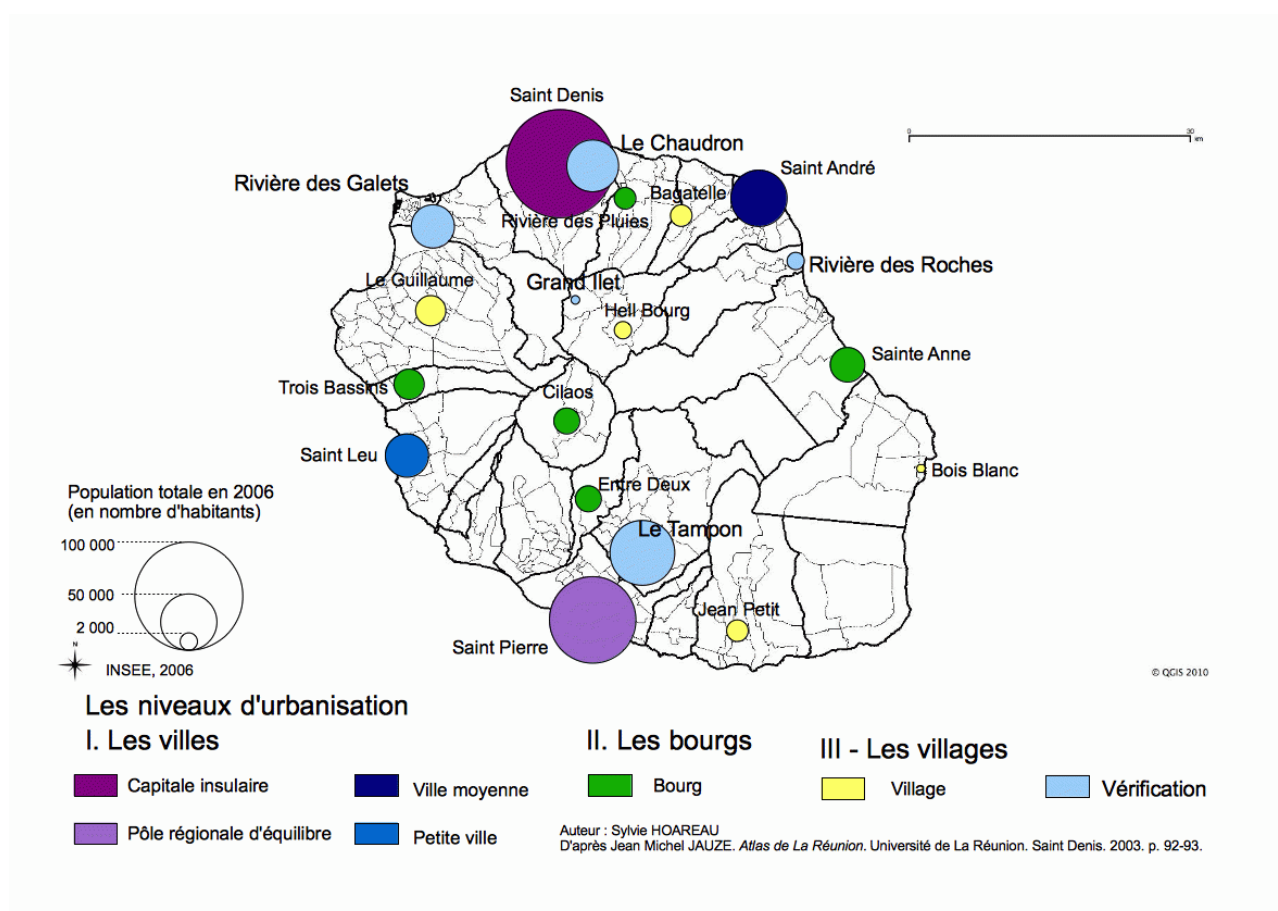 Saint Denis
Le Chaudron
Saint André
Rivière des Galets
Bagatelle
Rivière des Pluies
0
20
km
Rivière des Roches
Le Guillaume
Grand Ilet
Hell Bourg
Sainte Anne
Trois Bassins
Cilaos
Saint Leu
Bois Blanc
Entre Deux
Le Tampon
Jean Petit
Saint Pierre
Population totale en 2006
(en nombre d'habitants)
100 000
50 000
2 000
N
INSEE, 2006
© QGIS 2010
Les niveaux d'urbanisation
I. Les villes
II. Les bourgs
III - Les villages
Capitale insulaire
Ville moyenne
Bourg
Village
Vérification
Pôle régionale d'équilibre
Petite ville
Auteur : Sylvie HOAREAU
D'après Jean Michel JAUZE. Atlas de La Réunion. Université de La Réunion. Saint Denis. 2003. p. 92-93.